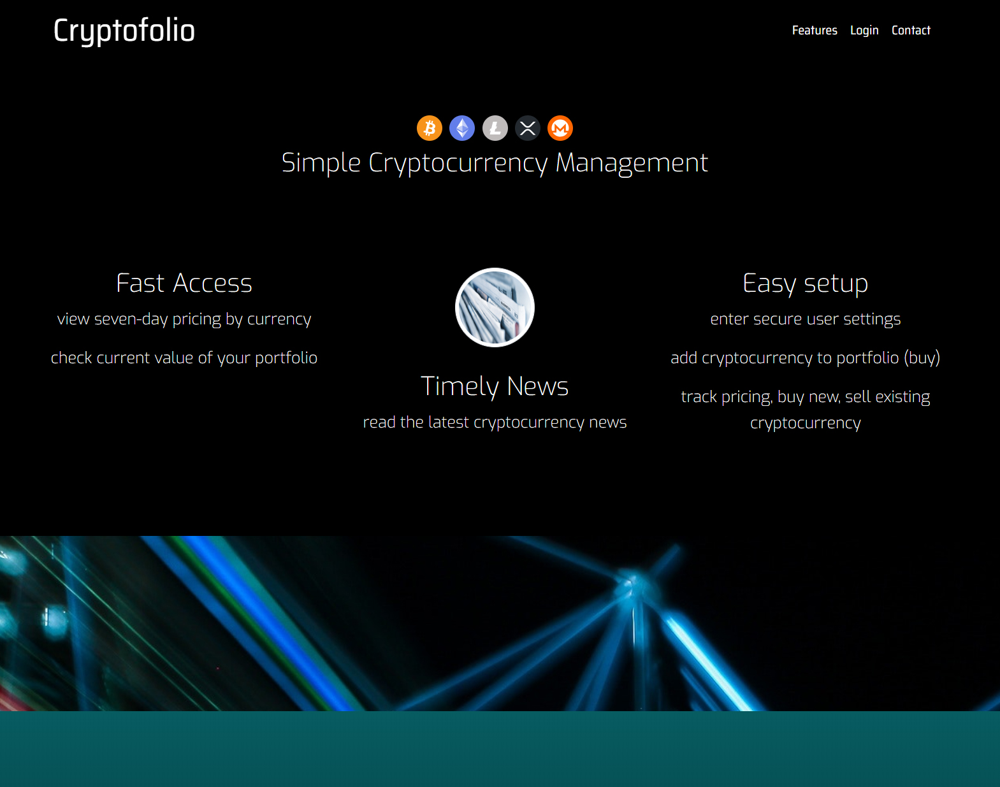 Cryptofolio
Features Login Contact
Simple Cryptocurrency Management
Fast Access
view seven-day pricing by currency
check current value of your portfolio
Timely News
read the latest cryptocurrency news
Easy setup
enter secure user settings
add cryptocurrency to portfolio (buy)
track pricing, buy new, sell existing
cryptocurrency